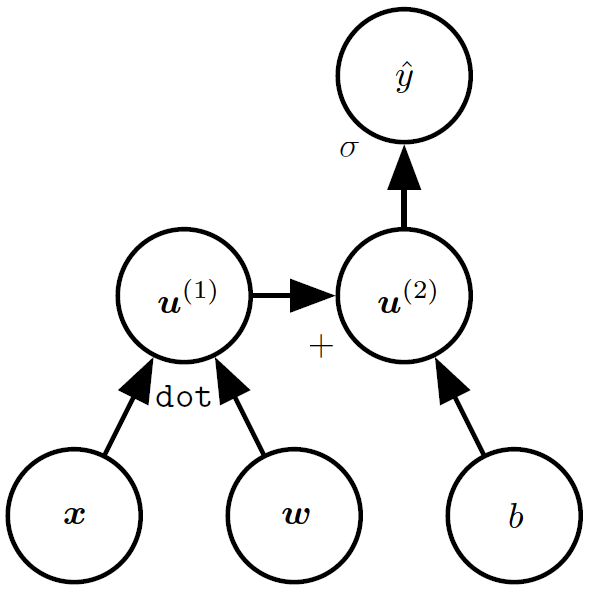 ŷ
σ
u(1) u(2)
+
dot
x w b